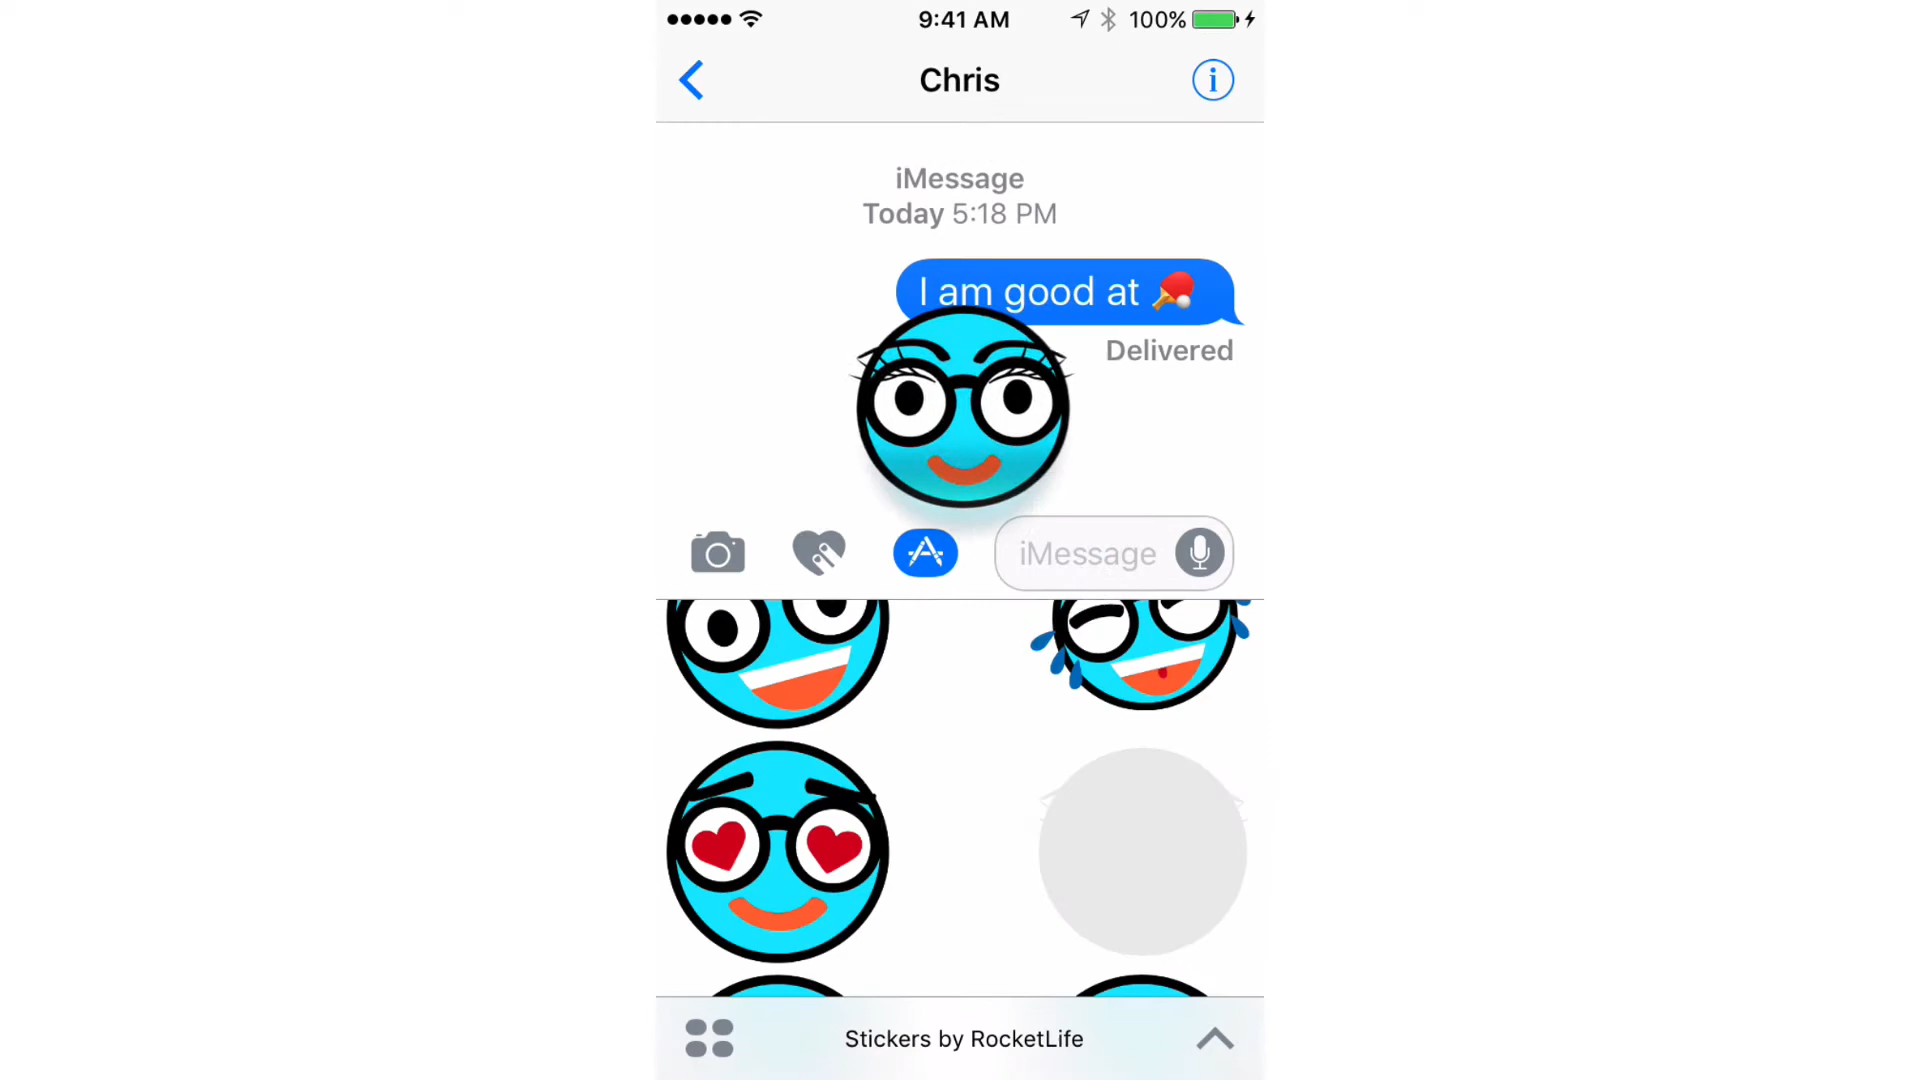 9:41 AM
100%
Chris
iMessage
Today 5:18 PM
I am good at 🏓
Delivered
iMessage
Stickers by RocketLife